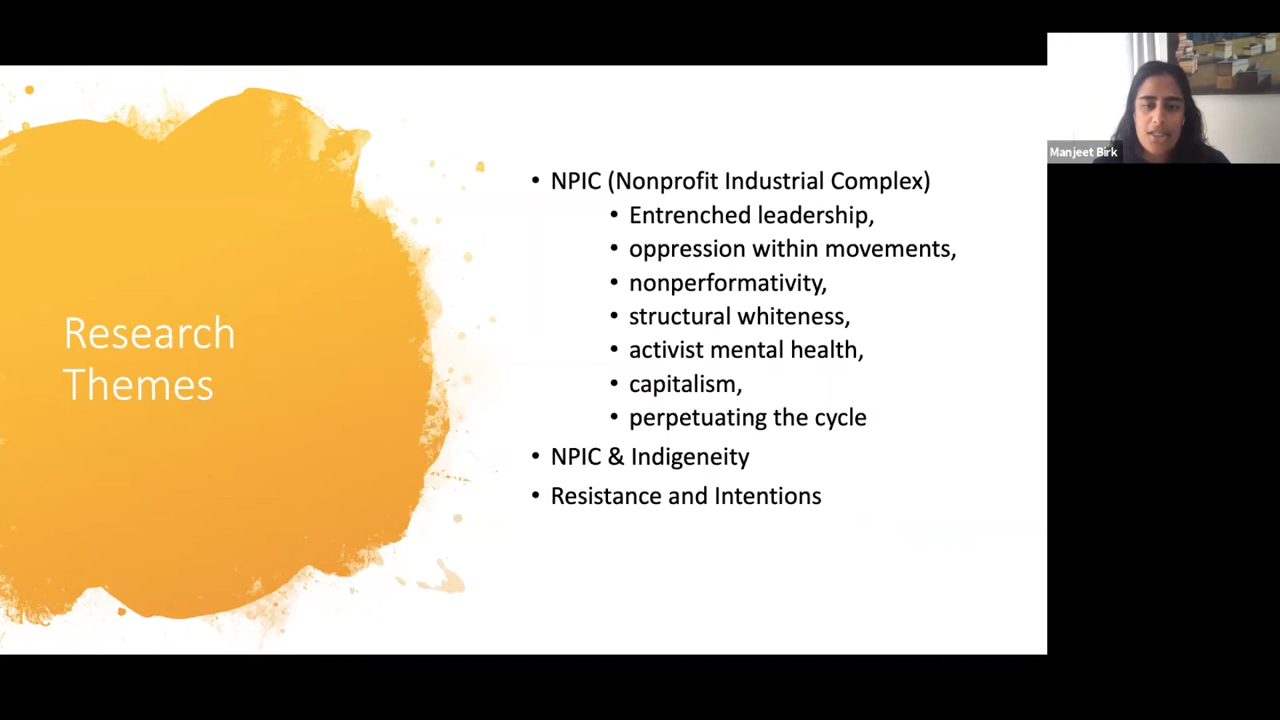 Research
Themes
• NPIC (Nonprofit Industrial Complex)
• Entrenched leadership,
• oppression within movements,
• nonperformativity,
• structural whiteness,
• activist mental health,
• capitalism,
• perpetuating the cycle
• NPIC & Indigeneity
• Resistance and Intentions
Manjeet Birk